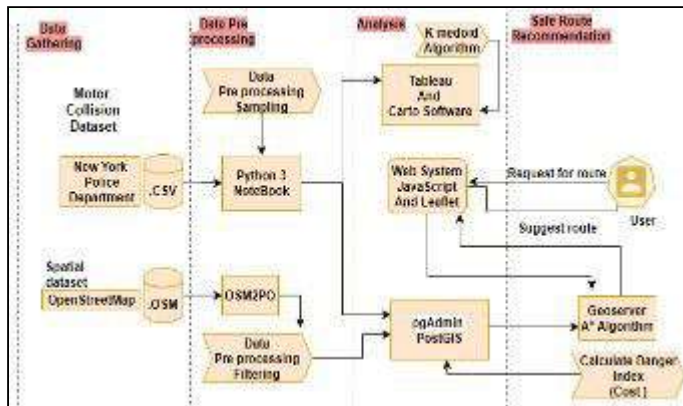 Data
Gathering
Data Pre
processing
Analysis
Safe Route
Recommendation
K medoid
Algorithm
Data
Pre processing
Sampling
Tableau
And
Carto Software
Motor
Collision
Dataset
New York
Police
Department
.CSV
Python 3
NoteBook
Web System
JavaScript
And Leaflet
Request for route
User
Suggest route
Spatial
dataset
OpenStreetMap
.OSM
OSM2PO
Data
Pre processing
Filtering
pgAdmin
PostGIS
Geoserver
A* Algorithm
Calculate Danger
Index
(Cost )